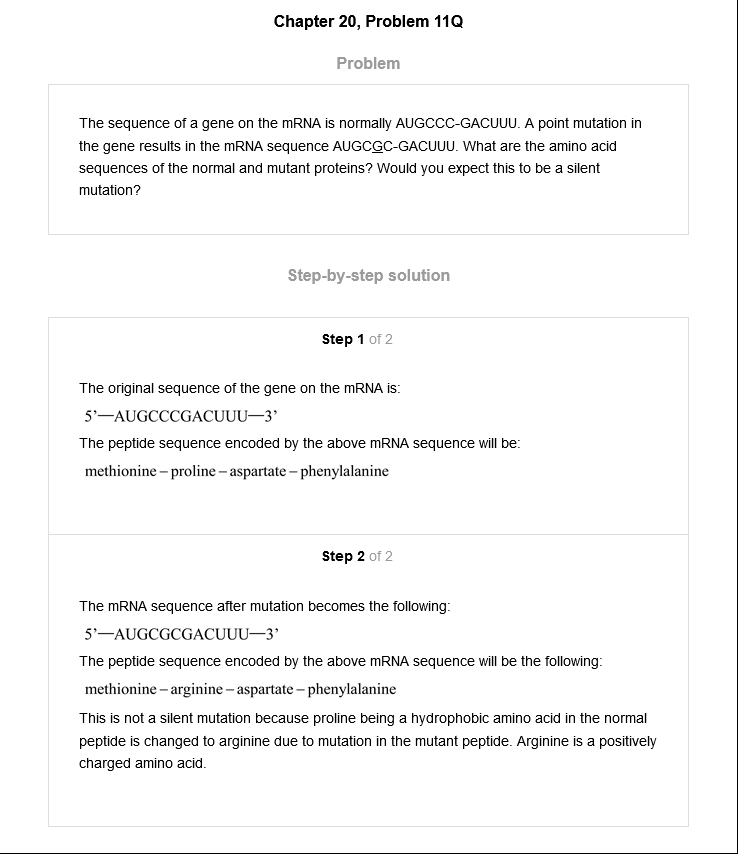 Chapter 20, Problem 11Q
Problem
The sequence of a gene on the mRNA is normally AUGCCC-GACUUU. A point mutation in
the gene results in the mRNA sequence AUGCGC-GACUUU. What are the amino acid
sequences of the normal and mutant proteins? Would you expect this to be a silent
mutation?
Step-by-step solution
Step 1 of 2
The original sequence of the gene on the mRNA is:
5’—AUGCCCGACUUU—3’
The peptide sequence encoded by the above mRNA sequence will be:
methionine – proline – aspartate – phenylalanine
Step 2 of 2
The mRNA sequence after mutation becomes the following:
5’—AUGCGCGACUUU—3’
The peptide sequence encoded by the above mRNA sequence will be the following:
methionine – arginine – aspartate – phenylalanine
This is not a silent mutation because proline being a hydrophobic amino acid in the normal
peptide is changed to arginine due to mutation in the mutant peptide. Arginine is a positively
charged amino acid.